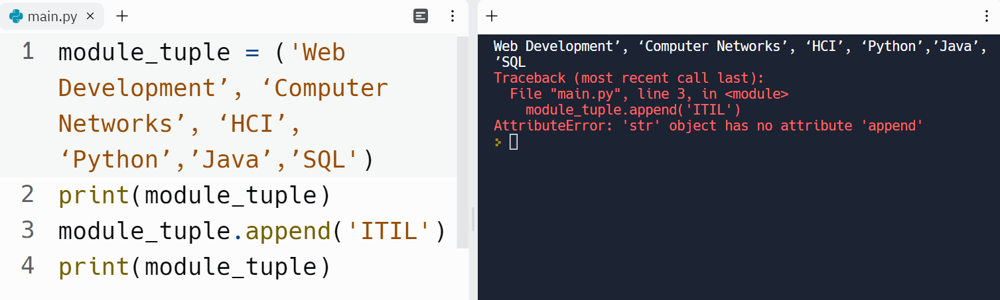 main.py × +
1 module_tuple = ('Web
Development’, ‘Computer
Networks’, ‘HCI’,
‘Python’,’Java’,’SQL')
2 print(module_tuple)
3 module_tuple.append('ITIL')
4 print(module_tuple)
+
Web Development’, ‘Computer Networks’, ‘HCI’, ‘Python’,’Java’,
’SQL
Traceback (most recent call last):
  File "main.py", line 3, in <module>
    module_tuple.append('ITIL')
AttributeError: 'str' object has no attribute 'append'